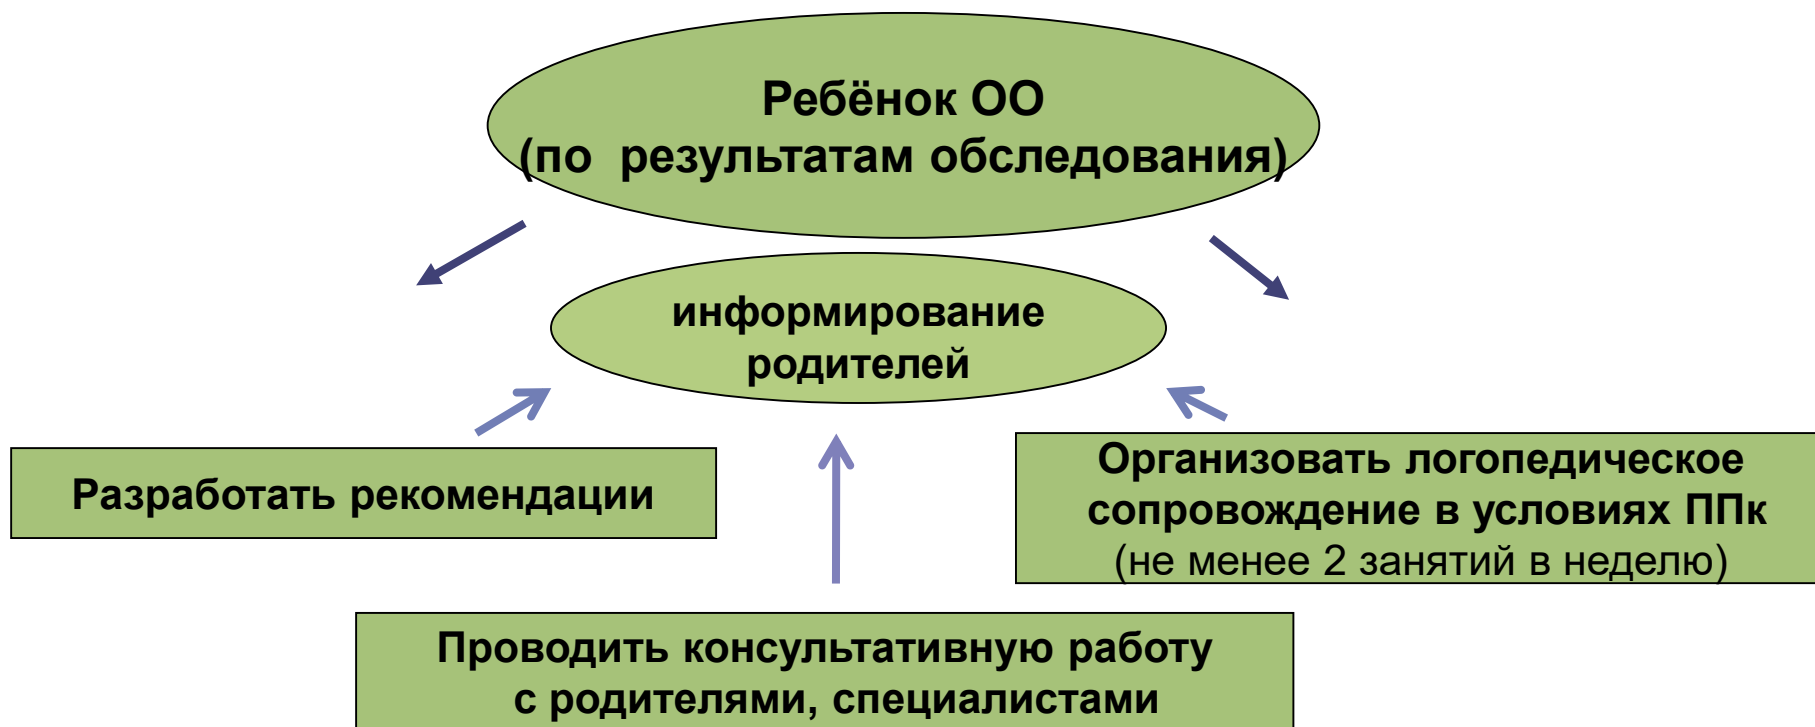 Ребёнок ОО
(по результатам обследования)
информирование
родителей
Разработать рекомендации
Организовать логопедическое
сопровождение в условиях ППк
(не менее 2 занятий в неделю)
Проводить консультативную работу
с родителями, специалистами